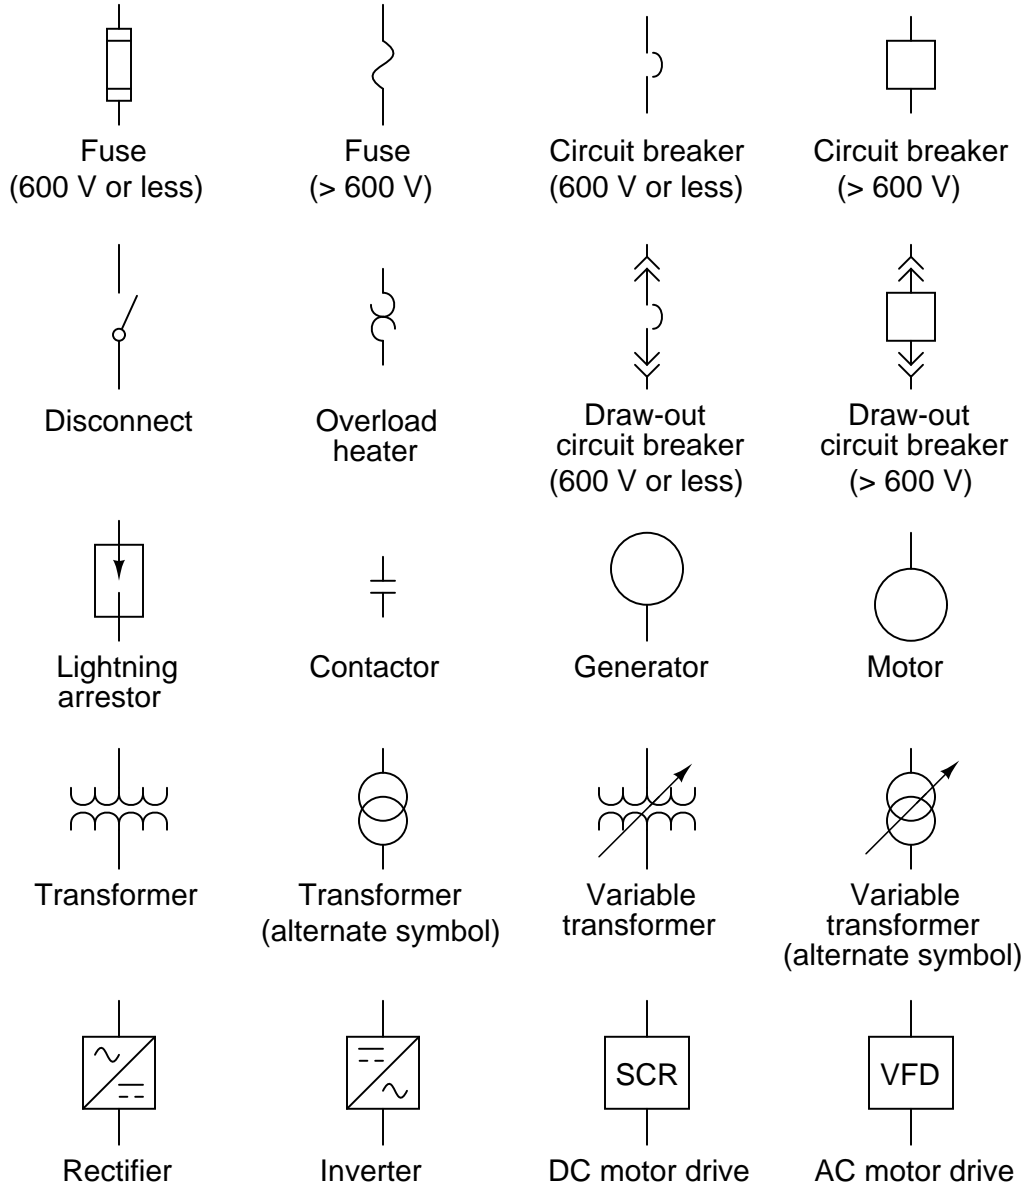 Fuse
(600 V or less)
Fuse
(> 600 V)
Circuit breaker
(600 V or less)
Circuit breaker
(> 600 V)
Disconnect
Overload
heater
Draw-out
circuit breaker
(600 V or less)
Draw-out
circuit breaker
(> 600 V)
Lightning
arrestor
Contactor
Generator
Motor
Transformer
Transformer
(alternate symbol)
Variable
transformer
Variable
transformer
(alternate symbol)
Rectifier
Inverter
SCR
DC motor drive
VFD
AC motor drive